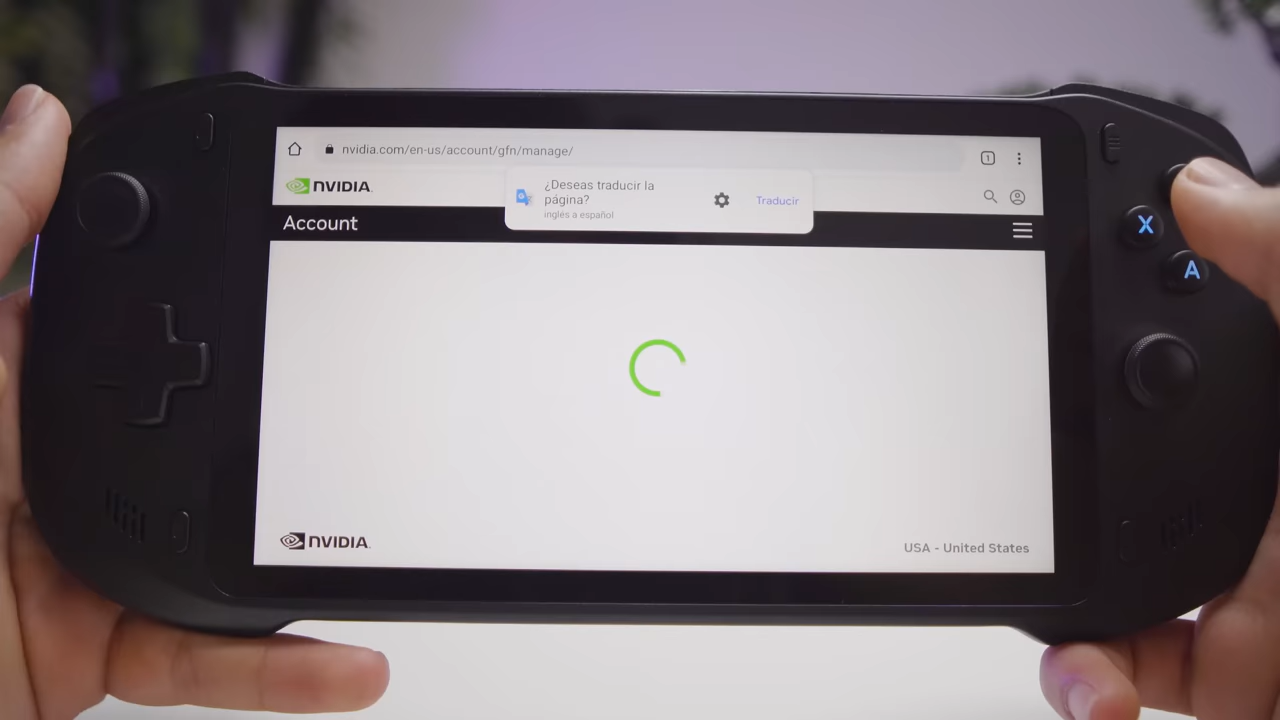 nvidia.com/en-us/account/gfn/manage/
1
NVIDIA.
¿Deseas traducir la
página?
inglés a español
Traducir
Account
X
A
NVIDIA.
USA - United States